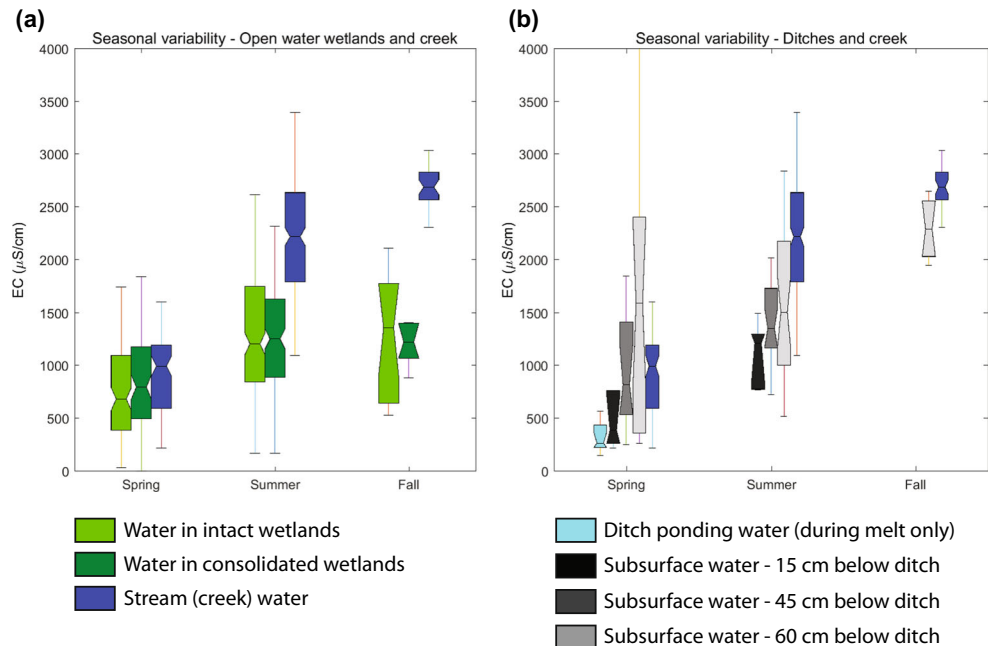 (a)
Seasonal variability - Open water wetlands and creek
4000
3500
3000
2500
2000
1500
1000
500
0
EC (μS/cm)
Spring Summer Fall
Water in intact wetlands
Water in consolidated wetlands
Stream (creek) water
(b)
Seasonal variability - Ditches and creek
4000
3500
3000
2500
2000
1500
1000
500
0
EC (μS/cm)
Spring Summer Fall
Ditch ponding water (during melt only)
Subsurface water - 15 cm below ditch
Subsurface water - 45 cm below ditch
Subsurface water - 60 cm below ditch